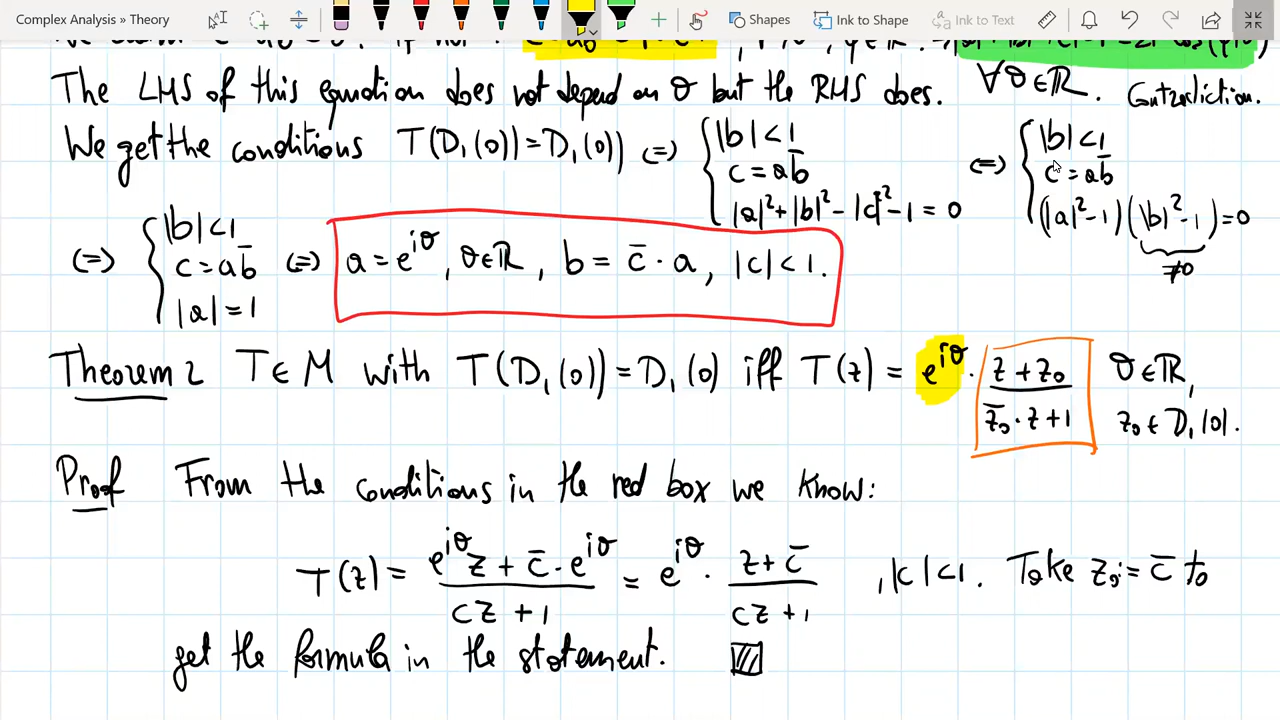 Complex Analysis » Theory
Shapes
Ink to Shape
Ink to Text
The LHS of this equation does not depend on θ but the RHS does. ∀θ∈ℝ. Contradiction.
We get the conditions T(D₁(0))=D₁(0)) ⇔ { |b|<1, c = ab̄, |a|²+|b|²-|c|²-1 = 0 ⇔ { |b|<1, c = ab̄, (|a|²-1)(|b|²-1)=0
≠0
⇔ { |b|<1, c = ab̄, |a|=1 ⇔ a = e^{iθ}, θ∈ℝ, b = c̄·a, |c|<1.
Theorem 2 T∈M with T(D₁(0))=D₁(0) iff T(z) = e^{iθ}· (z+z₀)/(z̄₀·z+1) θ∈ℝ, z₀∈D₁(0).
Proof From the conditions in the red box we know:
T(z) = (e^{iθ}z + c̄·e^{iθ})/(cz+1) = e^{iθ}· (z+c̄)/(cz+1) , |c|<1. Take z₀:= c̄ to
get the formula in the statement.